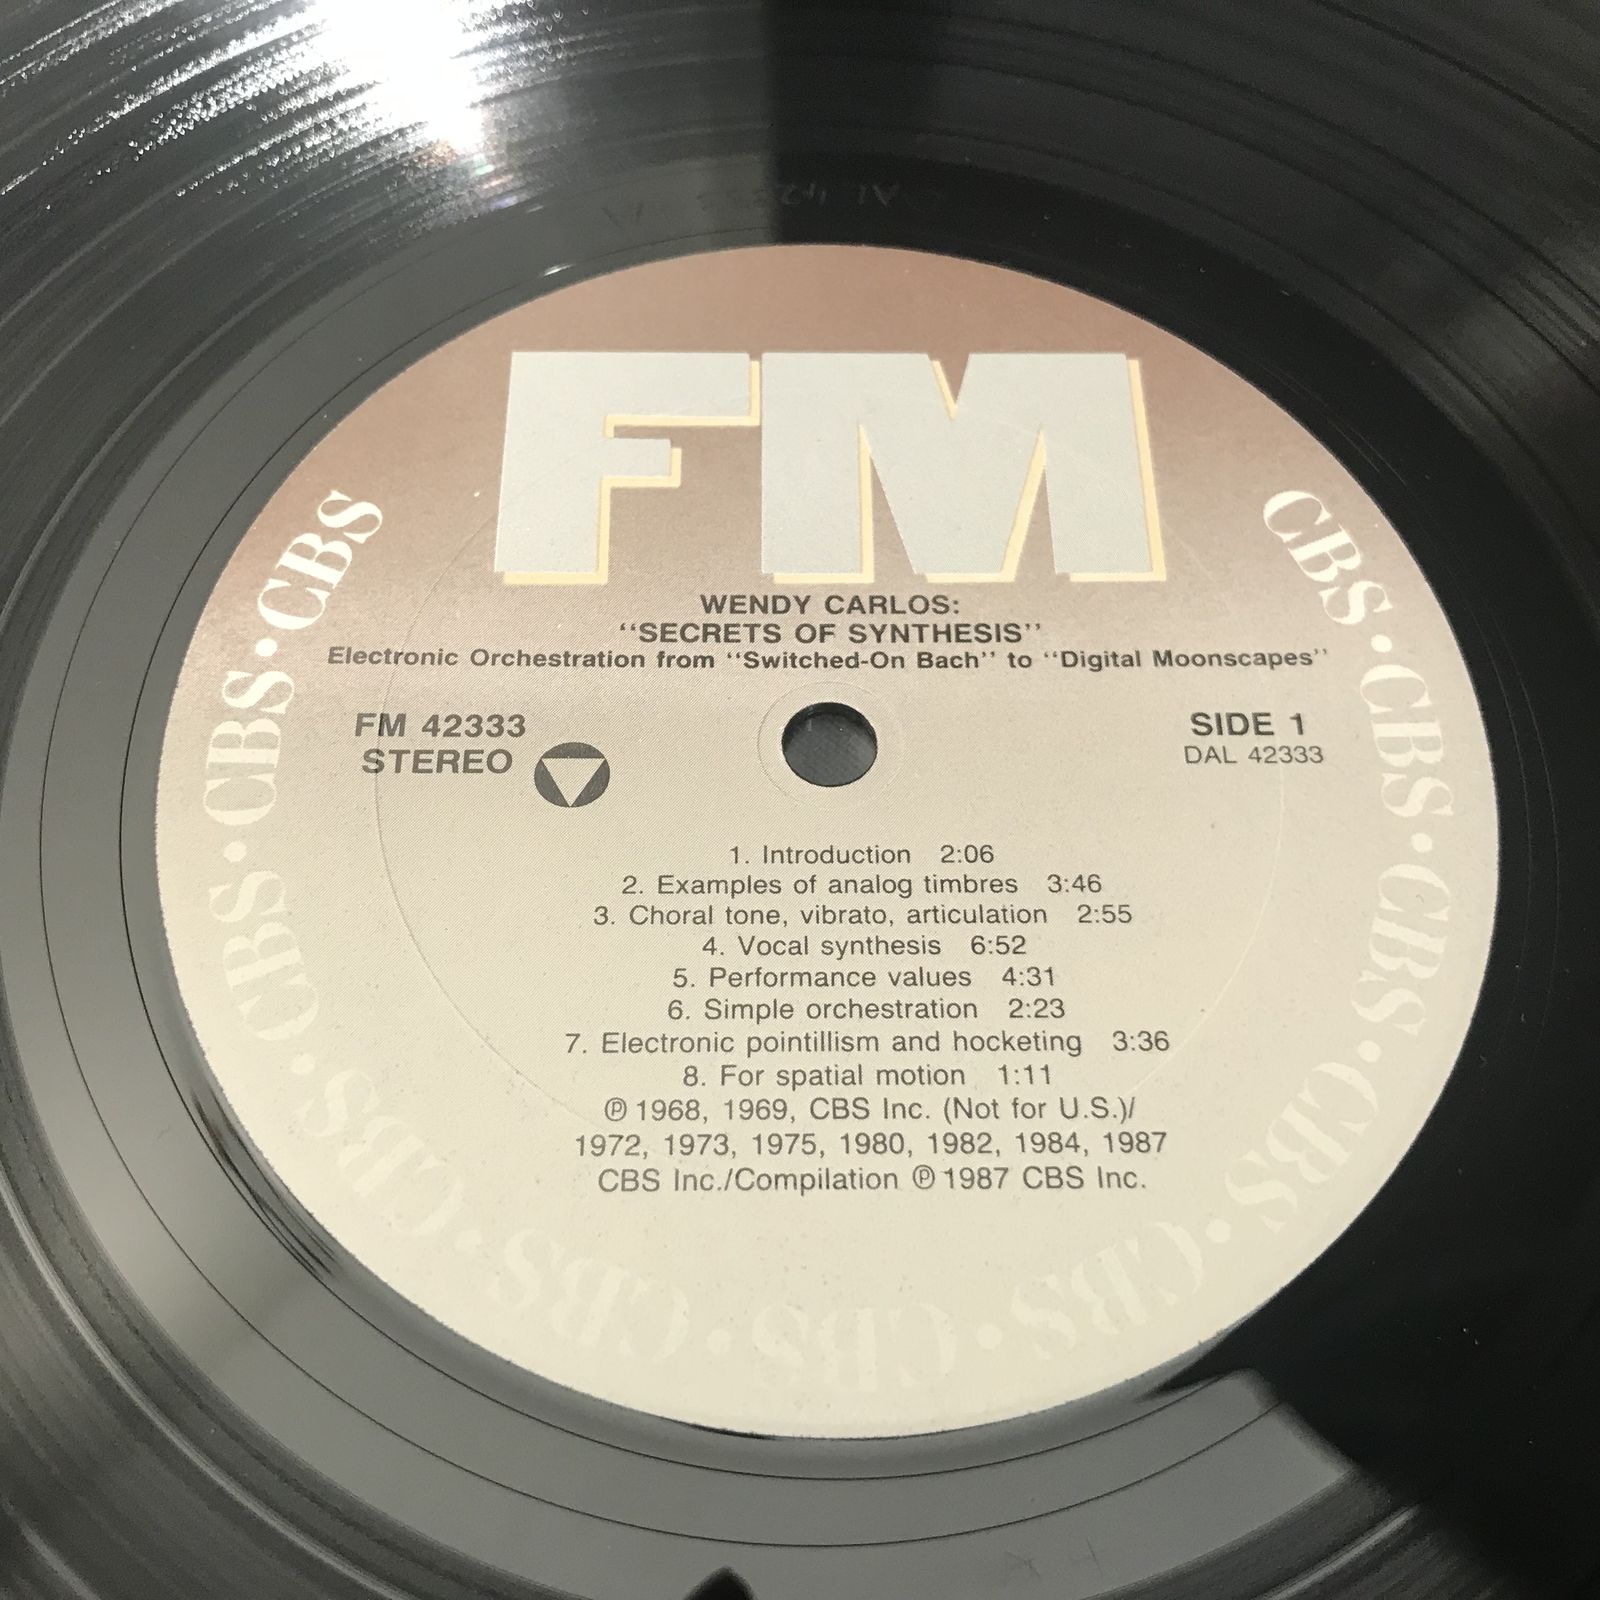 FM
WENDY CARLOS:
“SECRETS OF SYNTHESIS”
Electronic Orchestration from “Switched-On Bach” to “Digital Moonscapes”
FM 42333
STEREO
SIDE 1
DAL 42333
1. Introduction 2:06
2. Examples of analog timbres 3:46
3. Choral tone, vibrato, articulation 2:55
4. Vocal synthesis 6:52
5. Performance values 4:31
6. Simple orchestration 2:23
7. Electronic pointillism and hocketing 3:36
8. For spatial motion 1:11
℗ 1968, 1969, CBS Inc. (Not for U.S.)/
1972, 1973, 1975, 1980, 1982, 1984, 1987
CBS Inc./Compilation ℗ 1987 CBS Inc.
CBS · CBS · CBS · CBS · CBS · CBS · CBS · CBS · CBS · CBS · CBS